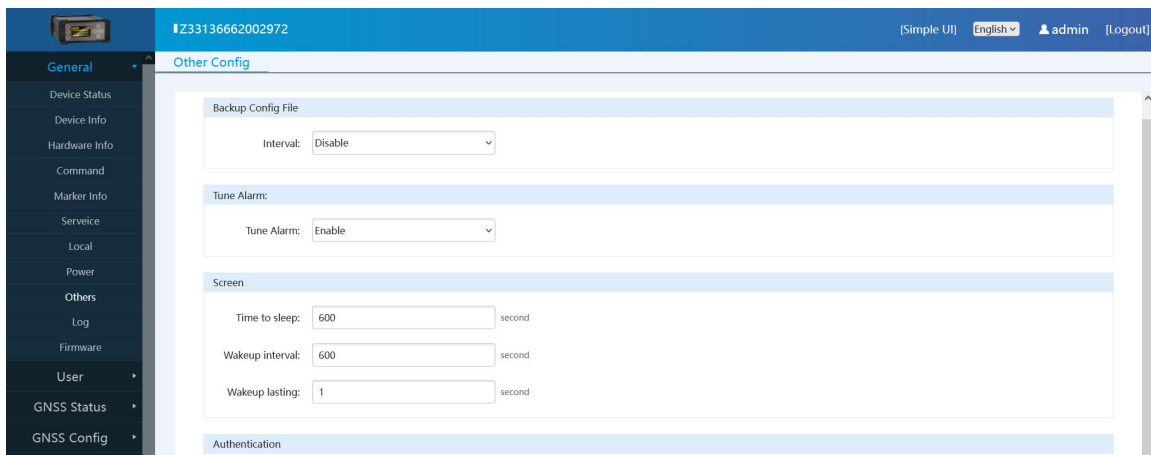 Z33136662002972
[Simple UI] English admin [Logout]
General
Device Status
Device Info
Hardware Info
Command
Marker Info
Serveice
Local
Power
Others
Log
Firmware
User
GNSS Status
GNSS Config
Other Config
Backup Config File
Interval: Disable
Tune Alarm:
Tune Alarm: Enable
Screen
Time to sleep: 600 second
Wakeup interval: 600 second
Wakeup lasting: 1 second
Authentication